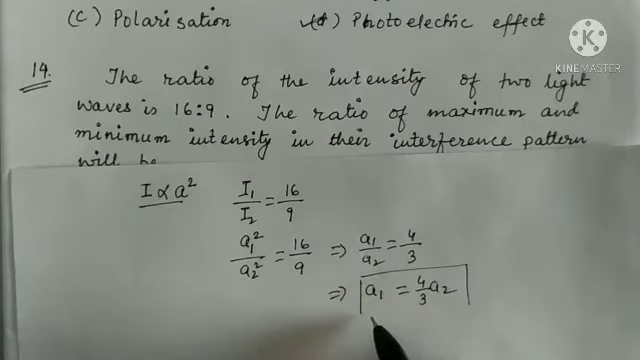 (C) Polarisation (d) Photoelectric effect
KINEMASTER
14. The ratio of the intensity of two light
waves is 16:9. The ratio of maximum and
minimum intensity in their interference pattern
will be
I ∝ a² I₁/I₂ = 16/9
a₁²/a₂² = 16/9 ⇒ a₁/a₂ = 4/3
⇒ a₁ = 4/3 a₂